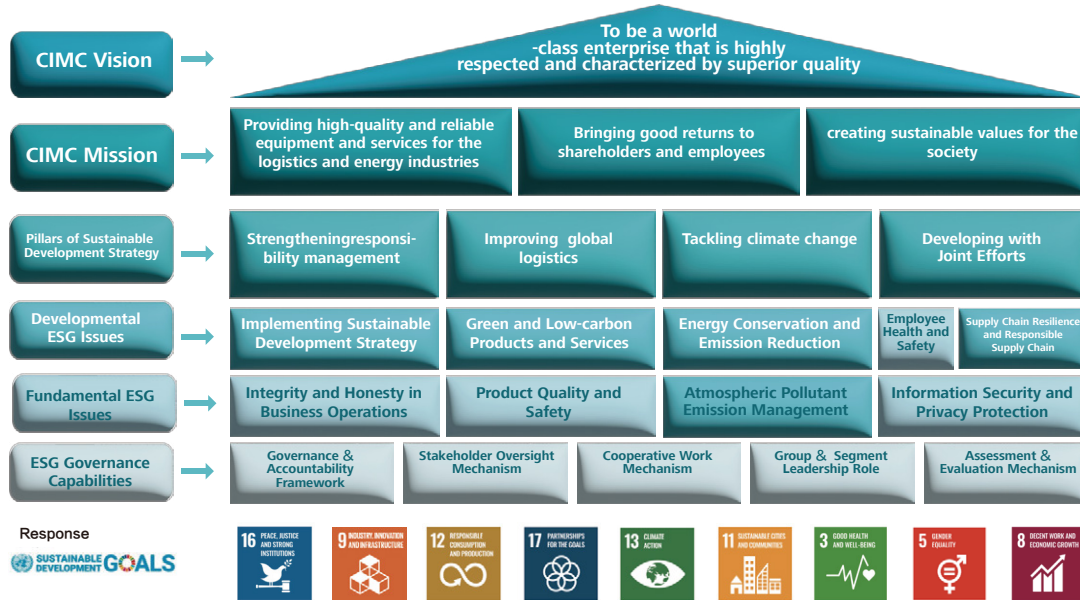 CIMC Vision
To be a world
-class enterprise that is highly
respected and characterized by superior quality
CIMC Mission
Providing high-quality and reliable
equipment and services for the
logistics and energy industries
Bringing good returns to
shareholders and employees
creating sustainable values for the
society
Pillars of Sustainable
Development Strategy
Strengtheningresponsi-
bility management
Improving global
logistics
Tackling climate change
Developing with
Joint Efforts
Developmental
ESG Issues
Implementing Sustainable
Development Strategy
Green and Low-carbon
Products and Services
Energy Conservation and
Emission Reduction
Employee
Health and
Safety
Supply Chain Resilience
and Responsible
Supply Chain
Fundamental ESG
Issues
Integrity and Honesty in
Business Operations
Product Quality and
Safety
Atmospheric Pollutant
Emission Management
Information Security and
Privacy Protection
ESG Governance
Capabilities
Governance &
Accountability
Framework
Stakeholder Oversight
Mechanism
Cooperative Work
Mechanism
Group & Segment
Leadership Role
Assessment &
Evaluation Mechanism
Response
SUSTAINABLE
DEVELOPMENT
GOALS
16 PEACE, JUSTICE
AND STRONG
INSTITUTIONS
9 INDUSTRY, INNOVATION
AND INFRASTRUCTURE
12 RESPONSIBLE
CONSUMPTION
AND PRODUCTION
17 PARTNERSHIPS
FOR THE GOALS
13 CLIMATE
ACTION
11 SUSTAINABLE CITIES
AND COMMUNITIES
3 GOOD HEALTH
AND WELL-BEING
5 GENDER
EQUALITY
8 DECENT WORK AND
ECONOMIC GROWTH